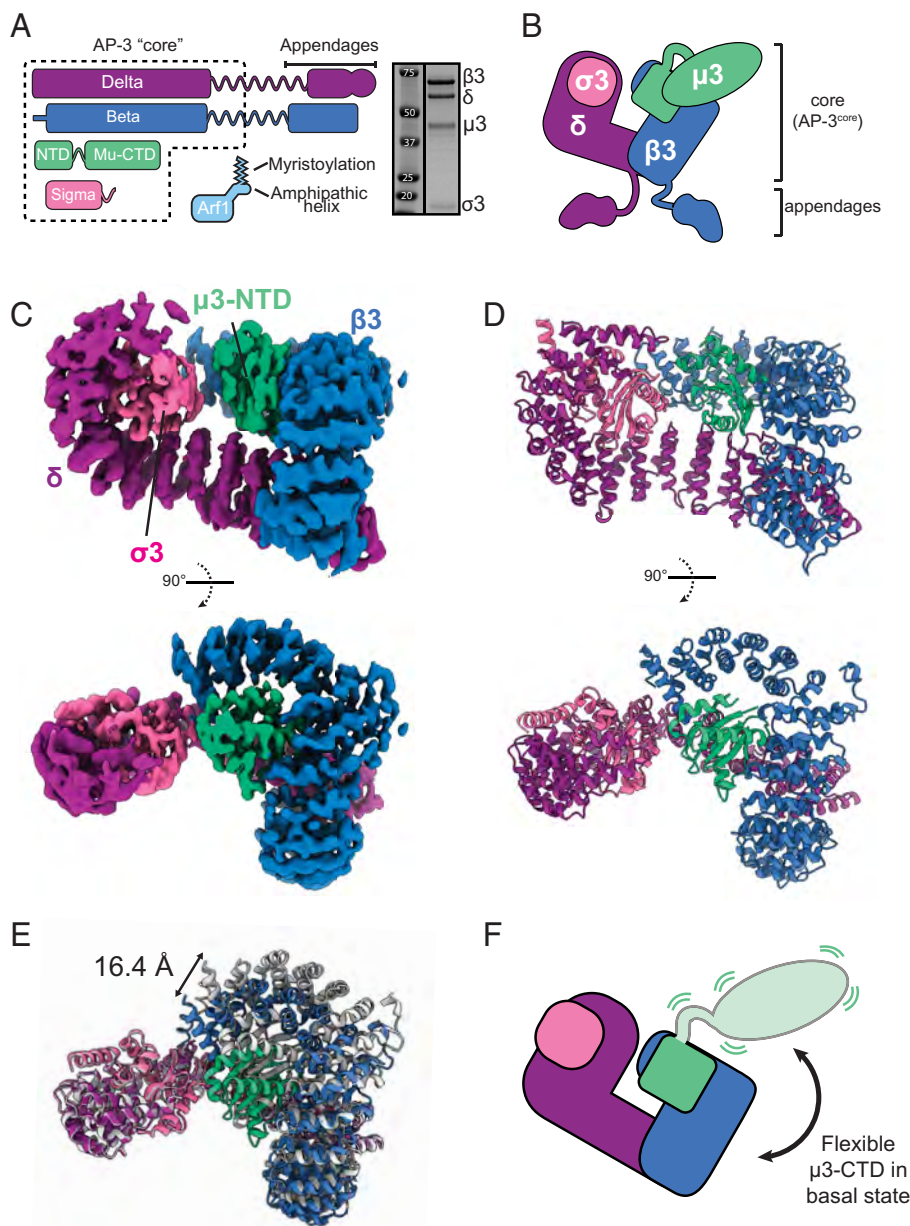 A
AP-3 “core”
Appendages
Delta
Beta
NTD
Mu-CTD
Sigma
Myristoylation
Amphipathic
helix
Arf1
75
50
37
25
20
β3
δ
μ3
σ3
B
σ3
δ
μ3
β3
core
(AP-3core)
appendages
C
μ3-NTD
β3
δ
σ3
90°
D
90°
E
16.4 Å
F
Flexible
μ3-CTD in
basal state